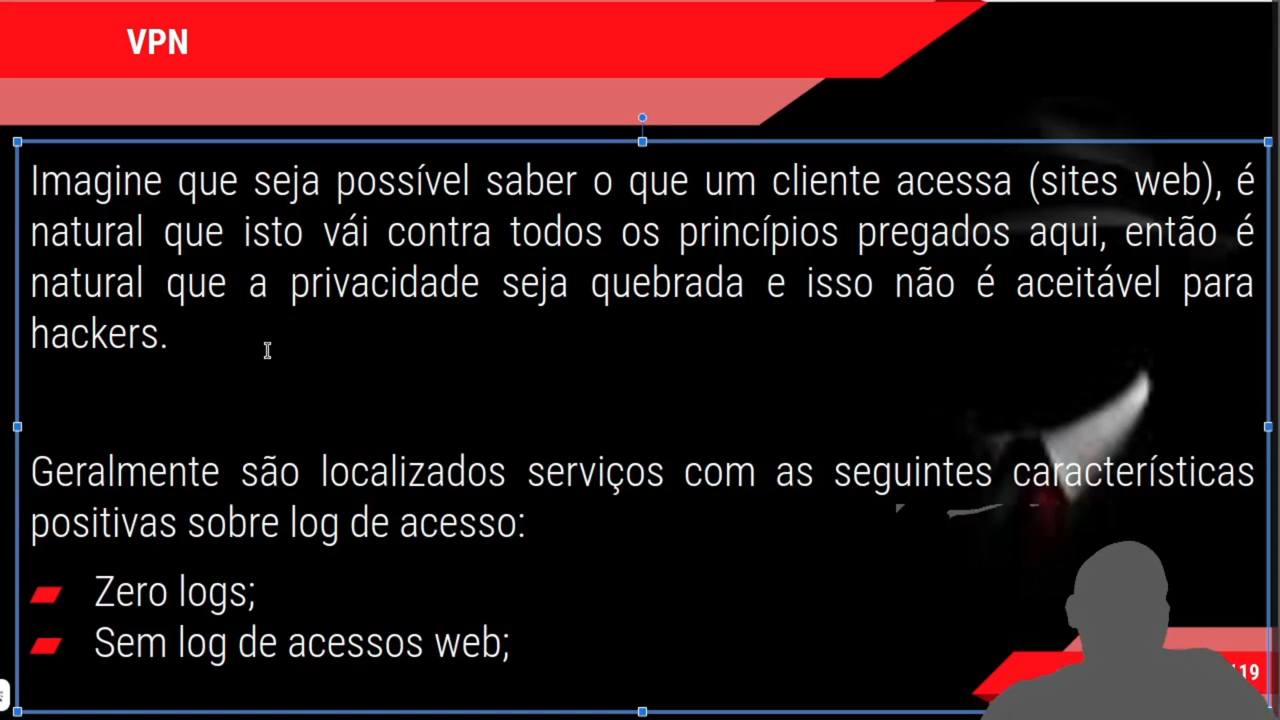 VPN
Imagine que seja possível saber o que um cliente acessa (sites web), é
natural que isto vái contra todos os princípios pregados aqui, então é
natural que a privacidade seja quebrada e isso não é aceitável para
hackers.
Geralmente são localizados serviços com as seguintes características
positivas sobre log de acesso:
Zero logs;
Sem log de acessos web;